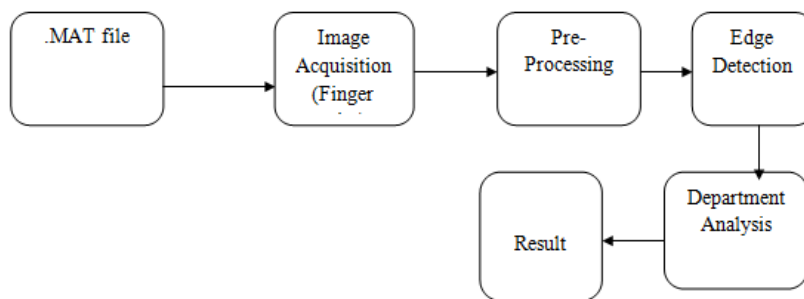 .MAT file
Image
Acquisition
(Finger
Pre-
Processing
Edge
Detection
Department
Analysis
Result